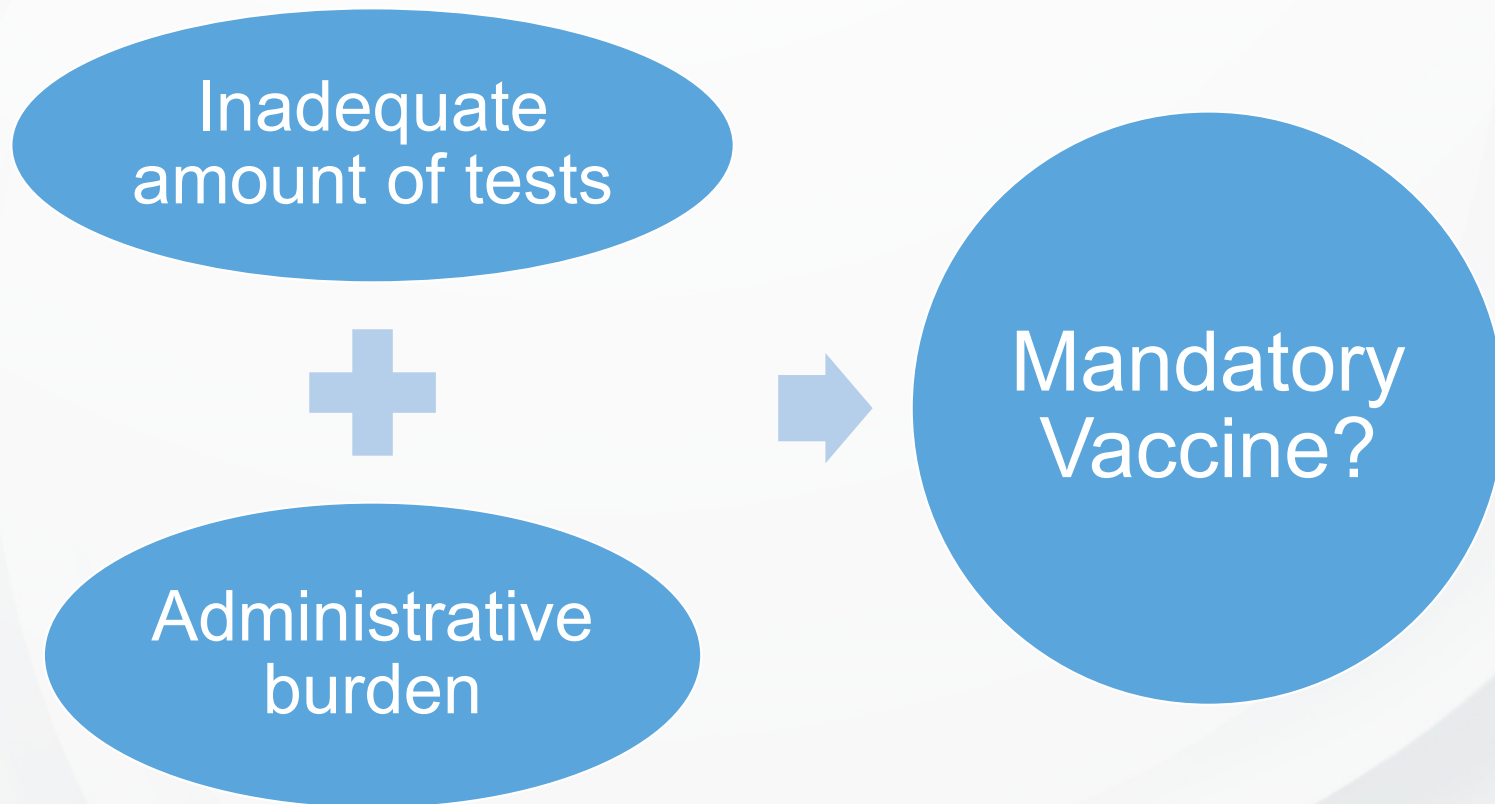 Inadequate
amount of tests
Administrative
burden
Mandatory
Vaccine?